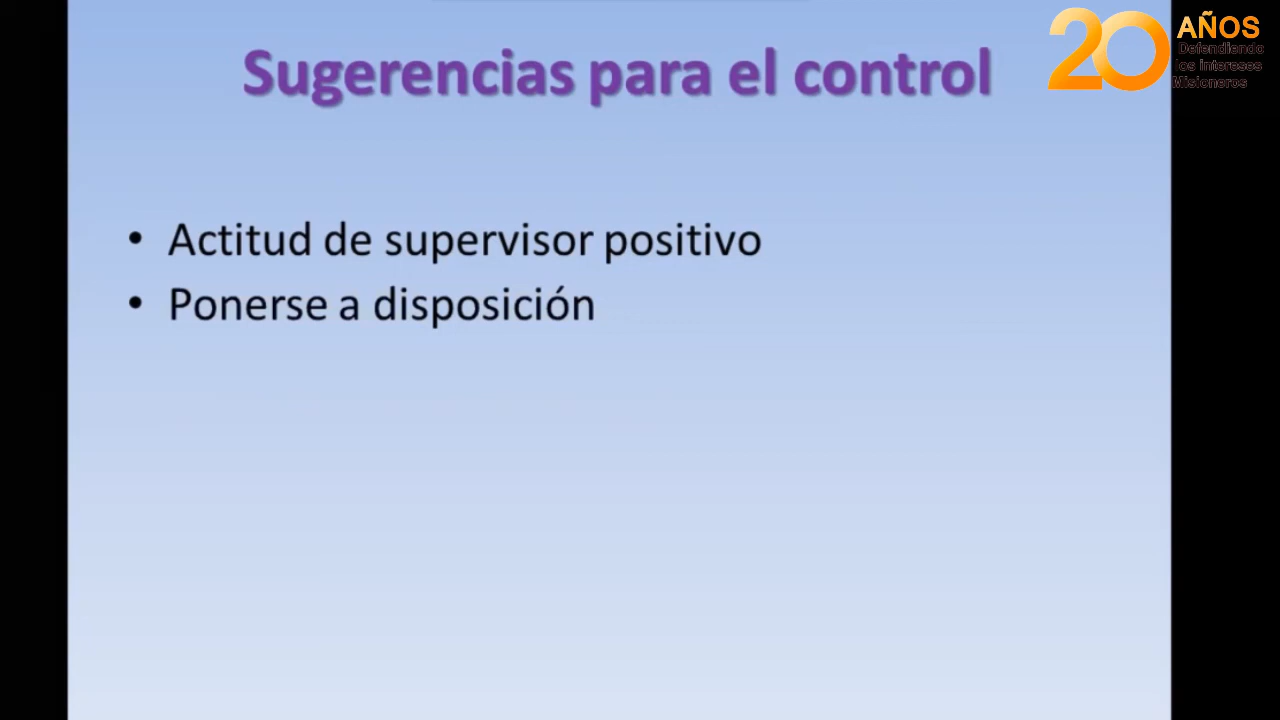 Sugerencias para el control
20 AÑOS
Defendiendo
los intereses
Misioneros
• Actitud de supervisor positivo
• Ponerse a disposición